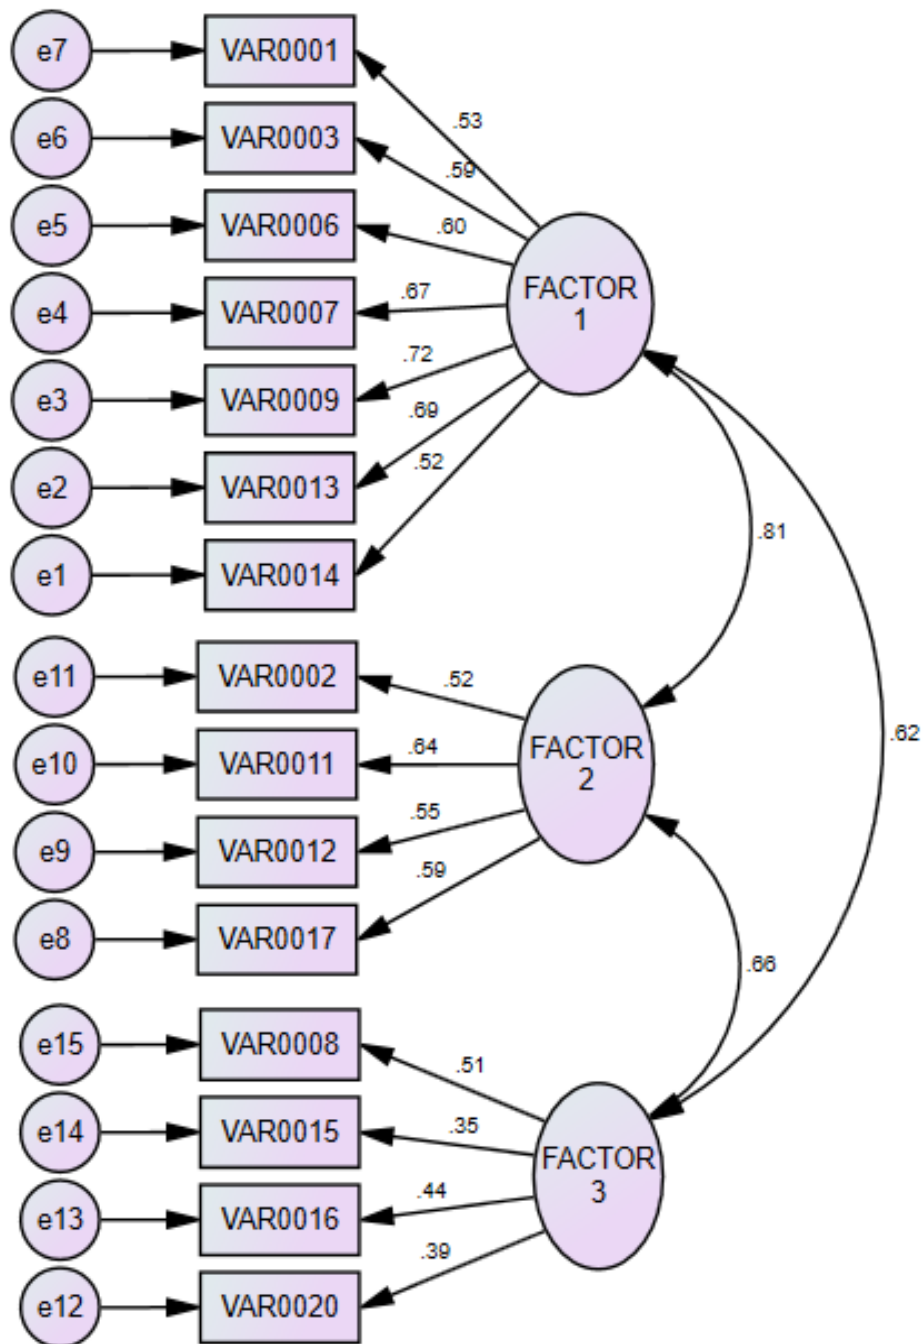 e7
VAR0001
.53
e6
VAR0003
.59
e5
VAR0006
.60
FACTOR
1
e4
VAR0007
.67
e3
VAR0009
.72
e2
VAR0013
.69
e1
VAR0014
.52
.81
e11
VAR0002
.52
e10
VAR0011
.64
FACTOR
2
.62
e9
VAR0012
.55
e8
VAR0017
.59
.66
e15
VAR0008
.51
e14
VAR0015
.35
FACTOR
3
e13
VAR0016
.44
e12
VAR0020
.39